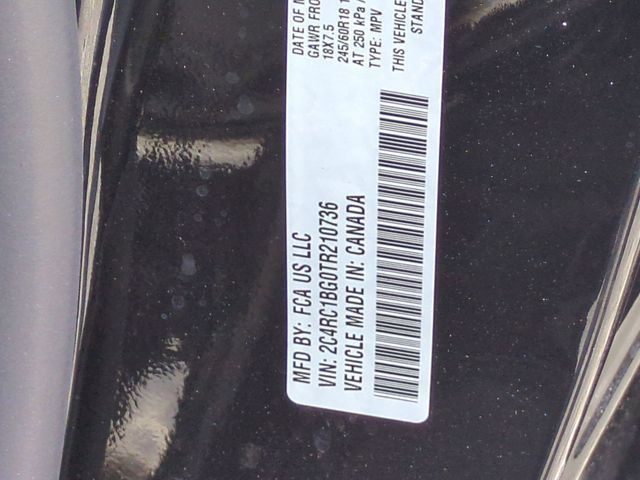 MFD BY: FCA US LLC
DATE OF M
VIN: 2C4RC1BG0TR210736
GAWR FRO
18X7.5
VEHICLE MADE IN: CANADA
245/60R18 1
AT 250 kPa /
TYPE: MPV
THIS VEHICLE
STAND